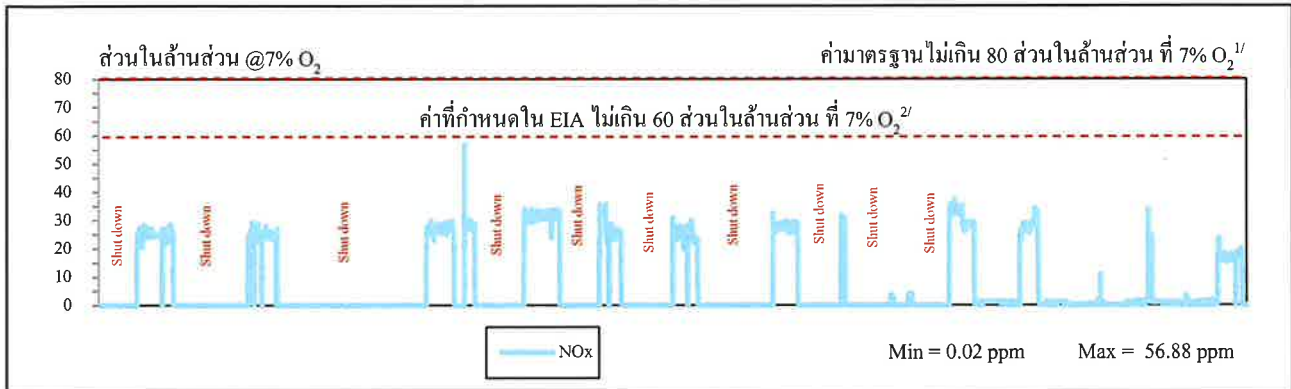 ส่วนในล้านส่วน @7% O₂
ค่ามาตรฐานไม่เกิน 80 ส่วนในล้านส่วน ที่ 7% O₂ 1/
80
70
60
50
40
30
20
10
0
ค่าที่กำหนดใน EIA ไม่เกิน 60 ส่วนในล้านส่วน ที่ 7% O₂ 2/
Shut down
Shut down
Shut down
Shut down
Shut down
Shut down
Shut down
Shut down
Shut down
Shut down
NOx
Min = 0.02 ppm
Max = 56.88 ppm